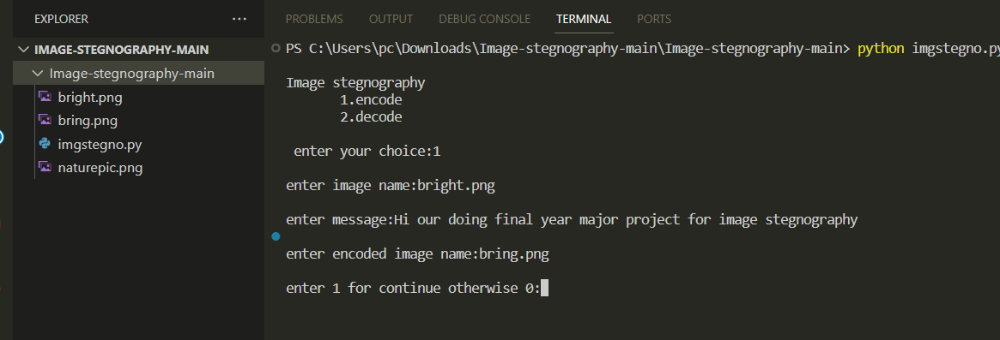 EXPLORER ...
IMAGE-STEGNOGRAPHY-MAIN
Image-stegnography-main
bright.png
bring.png
imgstegno.py
naturepic.png
PROBLEMS OUTPUT DEBUG CONSOLE TERMINAL PORTS
PS C:\Users\pc\Downloads\Image-stegnography-main\Image-stegnography-main> python imgstegno.py
Image stegnography
1.encode
2.decode
enter your choice:1
enter image name:bright.png
enter message:Hi our doing final year major project for image stegnography
enter encoded image name:bring.png
enter 1 for continue otherwise 0: